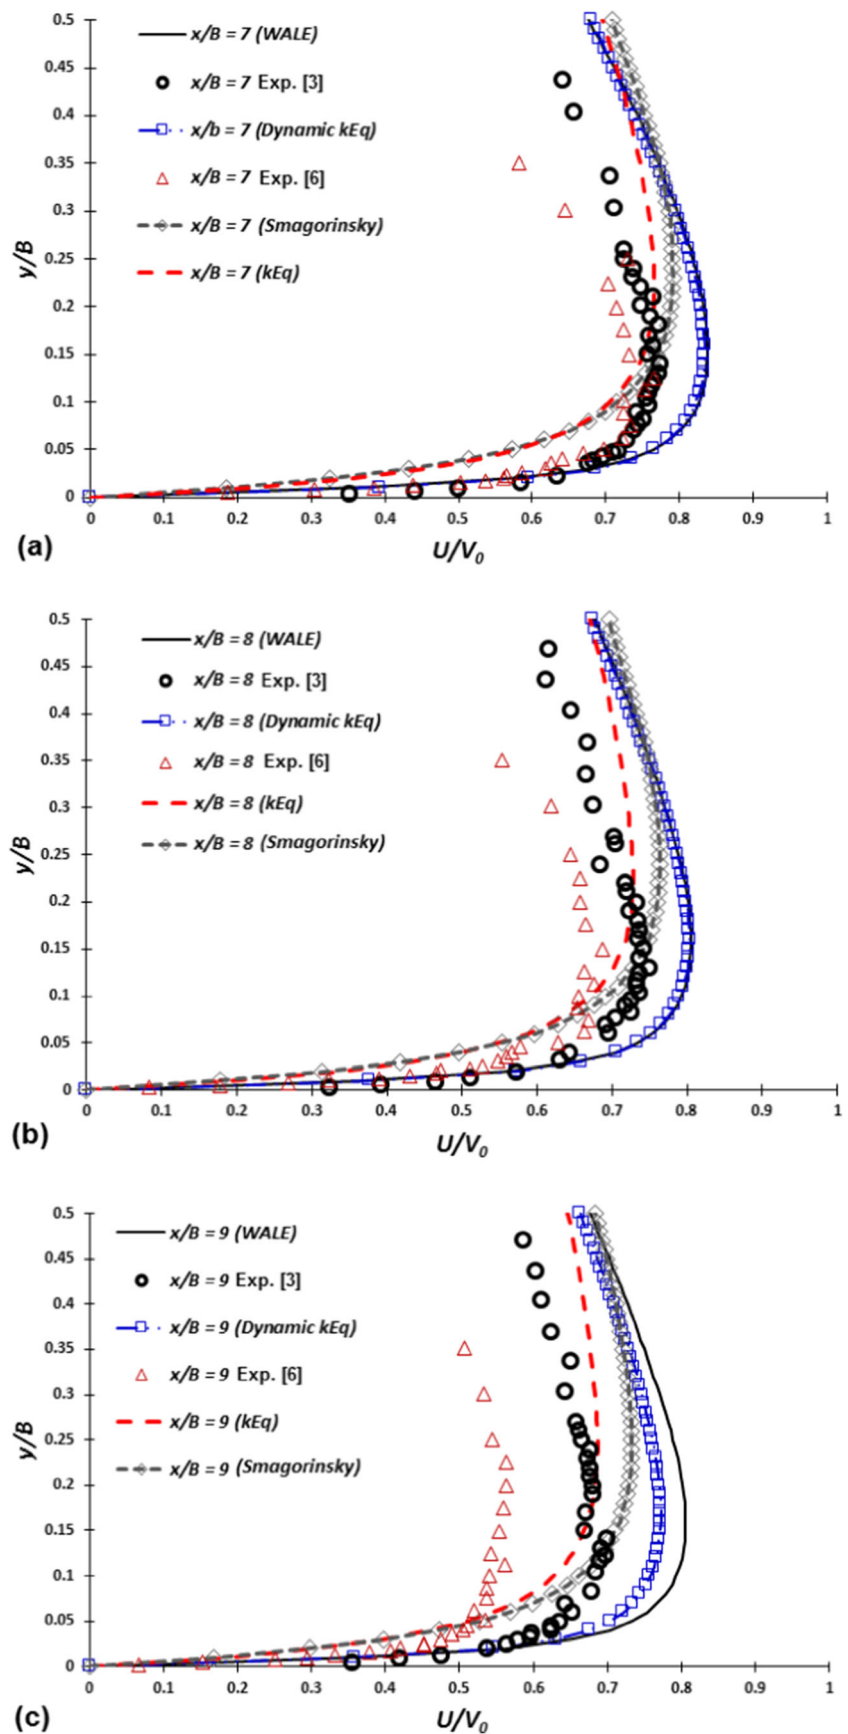 0.5
x/B = 7 (WALE)
0.45
x/B = 7 Exp. [3]
0.4
x/b = 7 (Dynamic kEq)
0.35
x/B = 7 Exp. [6]
0.3
x/B = 7 (Smagorinsky)
0.25
x/B = 7 (kEq)
y/B
0.2
0.15
0.1
0.05
0
0 0.1 0.2 0.3 0.4 0.5 0.6 0.7 0.8 0.9 1
(a)
U/V0
0.5
x/B = 8 (WALE)
0.45
x/B = 8 Exp. [3]
0.4
x/B = 8 (Dynamic kEq)
0.35
x/B = 8 Exp. [6]
0.3
x/B = 8 (kEq)
0.25
x/B = 8 (Smagorinsky)
y/B
0.2
0.15
0.1
0.05
0
0 0.1 0.2 0.3 0.4 0.5 0.6 0.7 0.8 0.9 1
(b)
U/V0
0.5
x/B = 9 (WALE)
0.45
x/B = 9 Exp. [3]
0.4
x/B = 9 (Dynamic kEq)
0.35
x/B = 9 Exp. [6]
0.3
x/B = 9 (kEq)
0.25
x/B = 9 (Smagorinsky)
y/B
0.2
0.15
0.1
0.05
0
0 0.1 0.2 0.3 0.4 0.5 0.6 0.7 0.8 0.9 1
(c)
U/V0